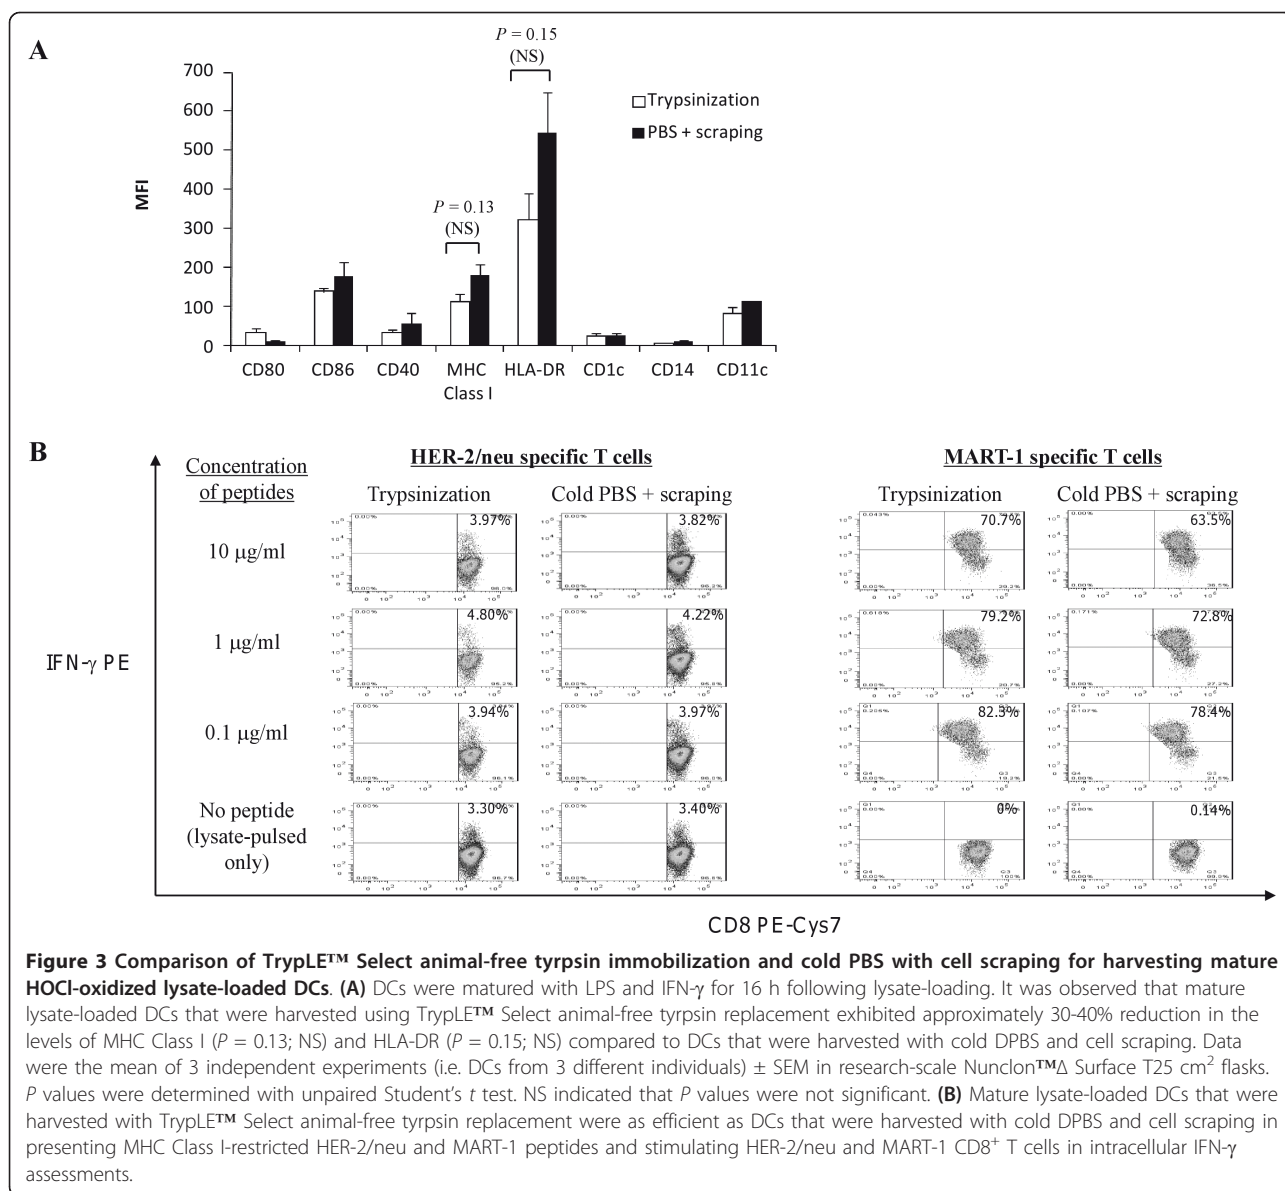 A
P = 0.15
(NS)
700
600
500
400
300
200
100
0
MFI
Trypsinization
PBS + scraping
P = 0.13
(NS)
CD80 CD86 CD40 MHC Class I HLA-DR CD1c CD14 CD11c
B
Concentration of peptides
HER-2/neu specific T cells
MART-1 specific T cells
Trypsinization Cold PBS + scraping Trypsinization Cold PBS + scraping
10 μg/ml 3.97% 3.82% 70.7% 63.5%
1 μg/ml 4.80% 4.22% 79.2% 72.8%
0.1 μg/ml 3.94% 3.97% 82.3% 78.4%
No peptide
(lysate-pulsed
only)
3.30% 3.40% 0% 0.14%
IFN-γ PE
CD8 PE-Cys7
Figure 3 Comparison of TrypLE™ Select animal-free tyrpsin immobilization and cold PBS with cell scraping for harvesting mature
HOCl-oxidized lysate-loaded DCs. (A) DCs were matured with LPS and IFN-γ for 16 h following lysate-loading. It was observed that mature
lysate-loaded DCs that were harvested using TrypLE™ Select animal-free tyrpsin replacement exhibited approximately 30-40% reduction in the
levels of MHC Class I (P = 0.13; NS) and HLA-DR (P = 0.15; NS) compared to DCs that were harvested with cold DPBS and cell scraping. Data
were the mean of 3 independent experiments (i.e. DCs from 3 different individuals) ± SEM in research-scale Nunclon™Δ Surface T25 cm² flasks.
P values were determined with unpaired Student's t test. NS indicated that P values were not significant. (B) Mature lysate-loaded DCs that were
harvested with TrypLE™ Select animal-free tyrpsin replacement were as efficient as DCs that were harvested with cold DPBS and cell scraping in
presenting MHC Class I-restricted HER-2/neu and MART-1 peptides and stimulating HER-2/neu and MART-1 CD8⁺ T cells in intracellular IFN-γ
assessments.